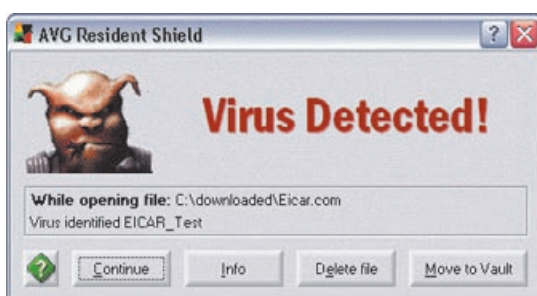 AVG Resident Shield
Virus Detected!
While opening file: C:\downloaded\Eicar.com
Virus identified EICAR_Test
Continue Info Delete file Move to Vault